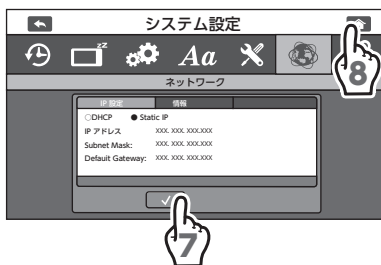 システム設定
zz
Aa
ネットワーク
IP 設定 情報
DHCP Static IP
IP アドレス XXX. XXX. XXX.XXX
Subnet Mask: XXX. XXX. XXX.XXX
Default Gateway: XXX. XXX. XXX.XXX
8
7